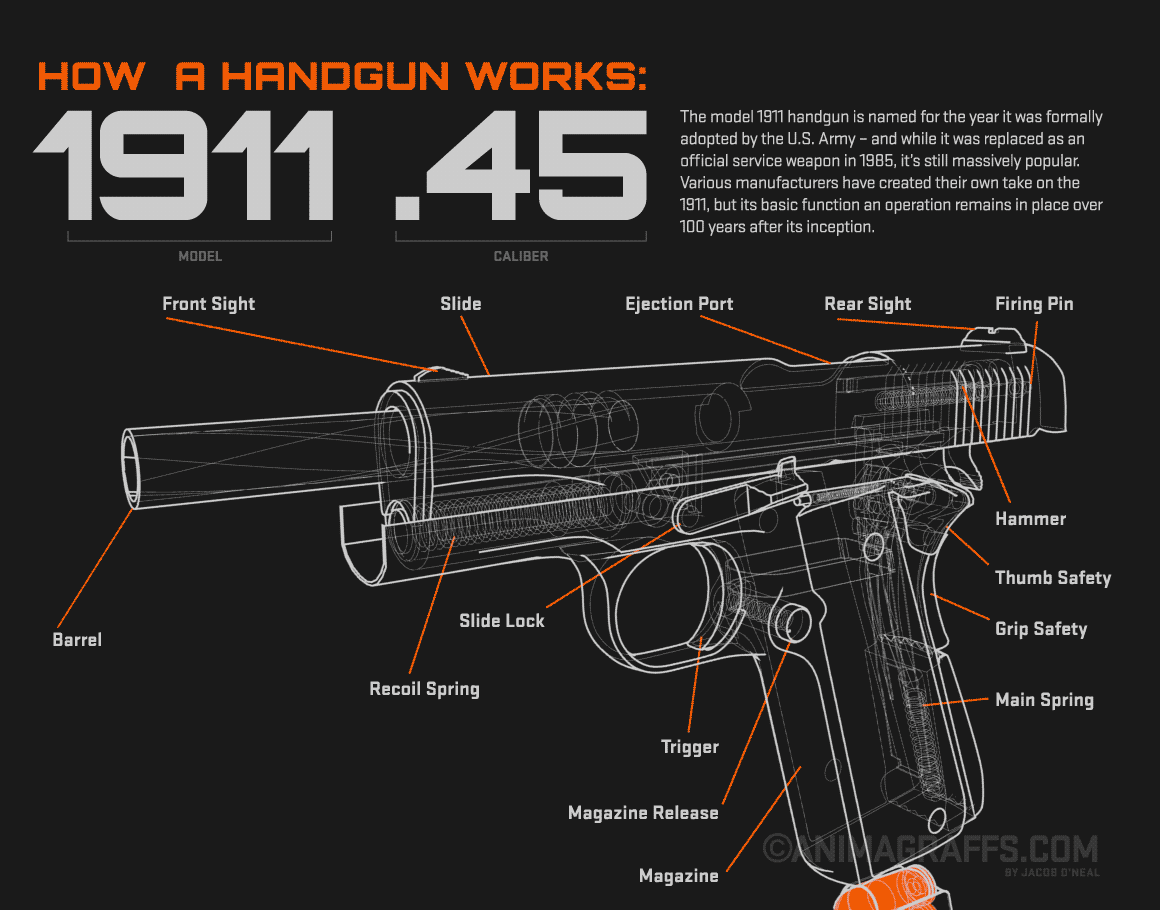 HOW A HANDGUN WORKS:
1911 .45
MODEL
CALIBER
The model 1911 handgun is named for the year it was formally
adopted by the U.S. Army – and while it was replaced as an
official service weapon in 1985, it's still massively popular.
Various manufacturers have created their own take on the
1911, but its basic function an operation remains in place over
100 years after its inception.
Front Sight
Slide
Ejection Port
Rear Sight
Firing Pin
Hammer
Thumb Safety
Slide Lock
Grip Safety
Barrel
Recoil Spring
Main Spring
Trigger
Magazine Release
Magazine
©ANIMAGRAFFS.COM
BY JACOB O'NEAL